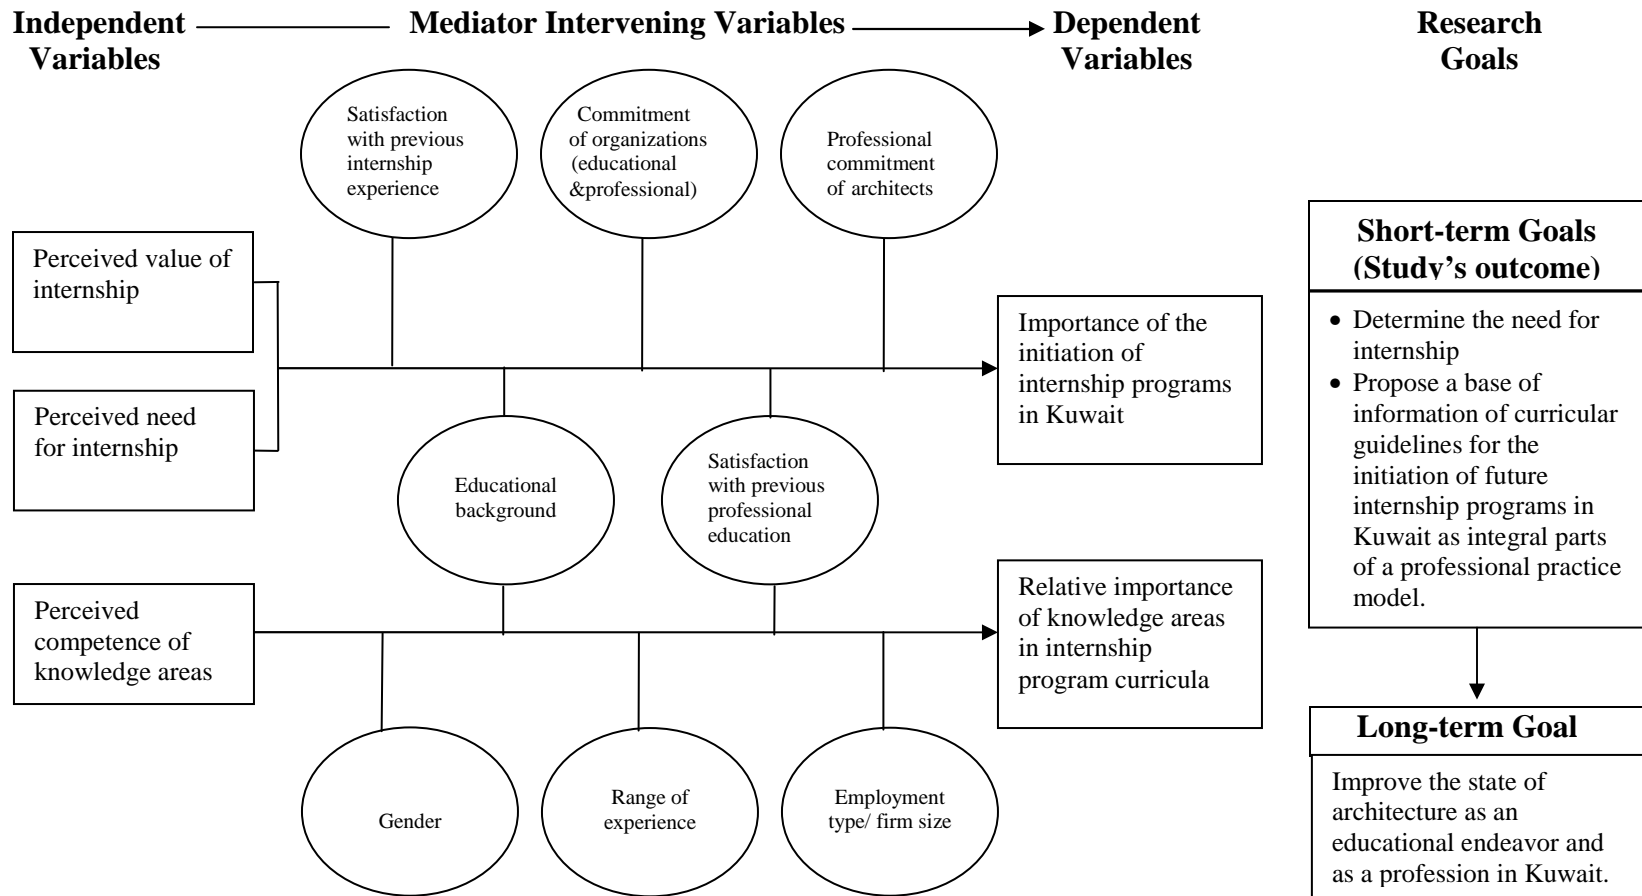 Independent
Variables
Mediator Intervening Variables
Dependent
Variables
Research
Goals
Satisfaction
with previous
internship
experience
Commitment
of organizations
(educational
&professional)
Professional
commitment
of architects
Perceived value of
internship
Perceived need
for internship
Importance of the
initiation of
internship programs
in Kuwait
Educational
background
Satisfaction
with previous
professional
education
Perceived
competence of
knowledge areas
Relative importance
of knowledge areas
in internship
program curricula
Gender
Range of
experience
Employment
type/ firm size
Short-term Goals
(Study's outcome)
• Determine the need for
internship
• Propose a base of
information of curricular
guidelines for the
initiation of future
internship programs in
Kuwait as integral parts
of a professional practice
model.
Long-term Goal
Improve the state of
architecture as an
educational endeavor and
as a profession in Kuwait.